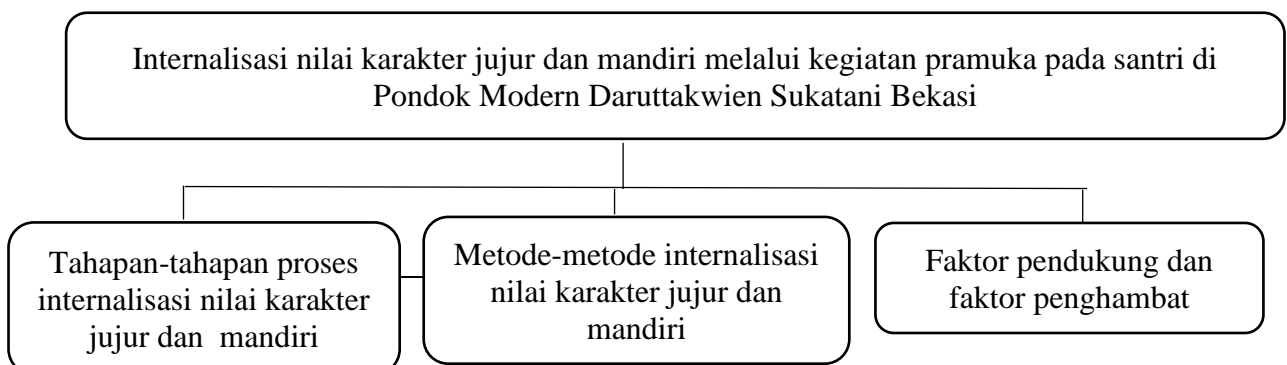 Internalisasi nilai karakter jujur dan mandiri melalui kegiatan pramuka pada santri di
Pondok Modern Daruttakwien Sukatani Bekasi
Tahapan-tahapan proses
internalisasi nilai karakter
jujur dan mandiri
Metode-metode internalisasi
nilai karakter jujur dan
mandiri
Faktor pendukung dan
faktor penghambat